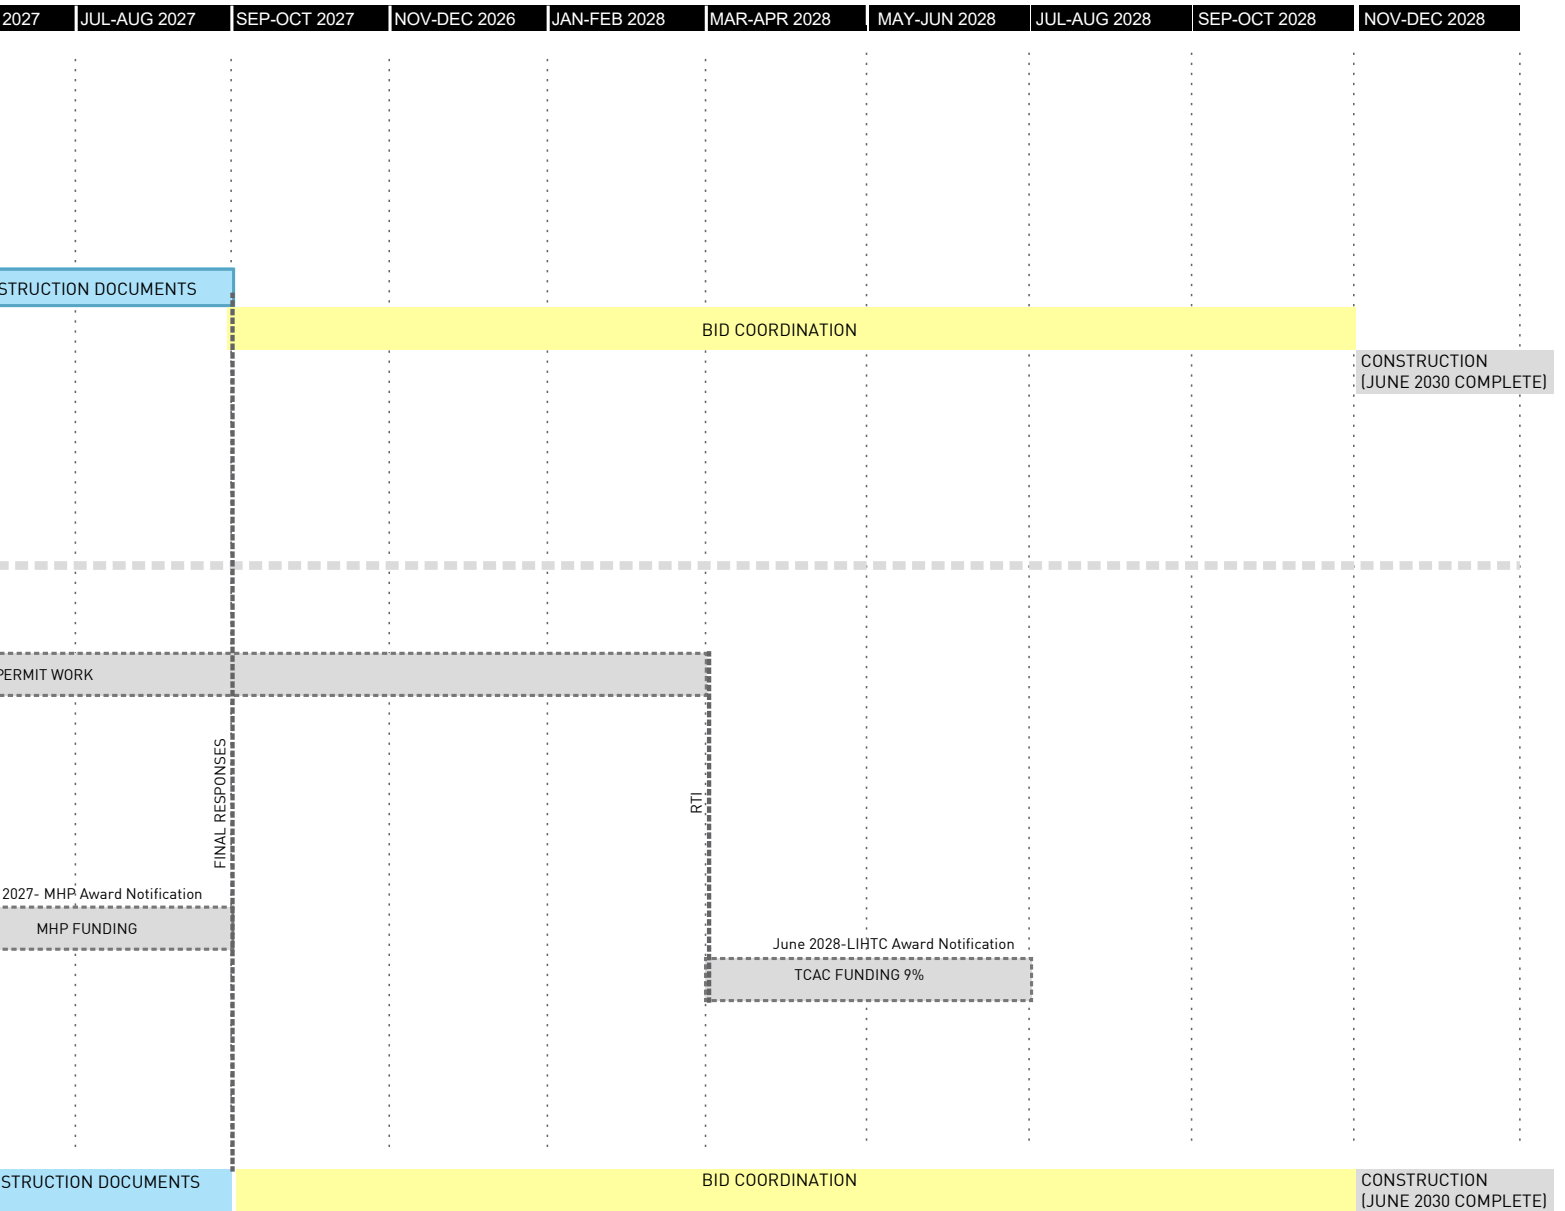 2027 JUL-AUG 2027 SEP-OCT 2027 NOV-DEC 2026 JAN-FEB 2028 MAR-APR 2028 MAY-JUN 2028 JUL-AUG 2028 SEP-OCT 2028 NOV-DEC 2028
STRUCTION DOCUMENTS
BID COORDINATION
CONSTRUCTION
(JUNE 2030 COMPLETE)
PERMIT WORK
FINAL RESPONSES
RTI
2027- MHP Award Notification
MHP FUNDING
June 2028-LIHTC Award Notification
TCAC FUNDING 9%
STRUCTION DOCUMENTS
BID COORDINATION
CONSTRUCTION
(JUNE 2030 COMPLETE)